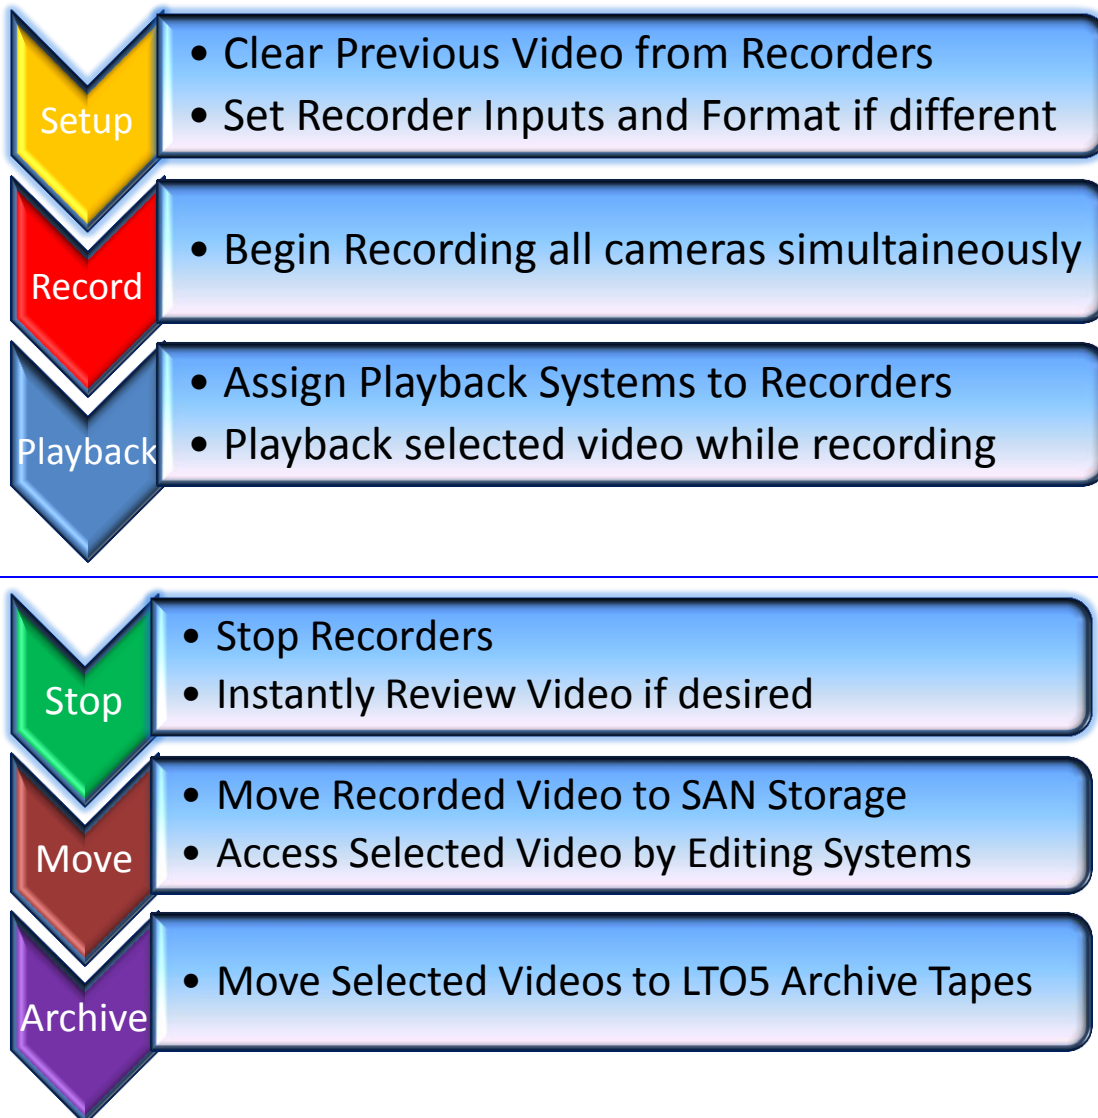 Setup
• Clear Previous Video from Recorders
• Set Recorder Inputs and Format if different
Record
• Begin Recording all cameras simultaineously
Playback
• Assign Playback Systems to Recorders
• Playback selected video while recording
Stop
• Stop Recorders
• Instantly Review Video if desired
Move
• Move Recorded Video to SAN Storage
• Access Selected Video by Editing Systems
Archive
• Move Selected Videos to LTO5 Archive Tapes